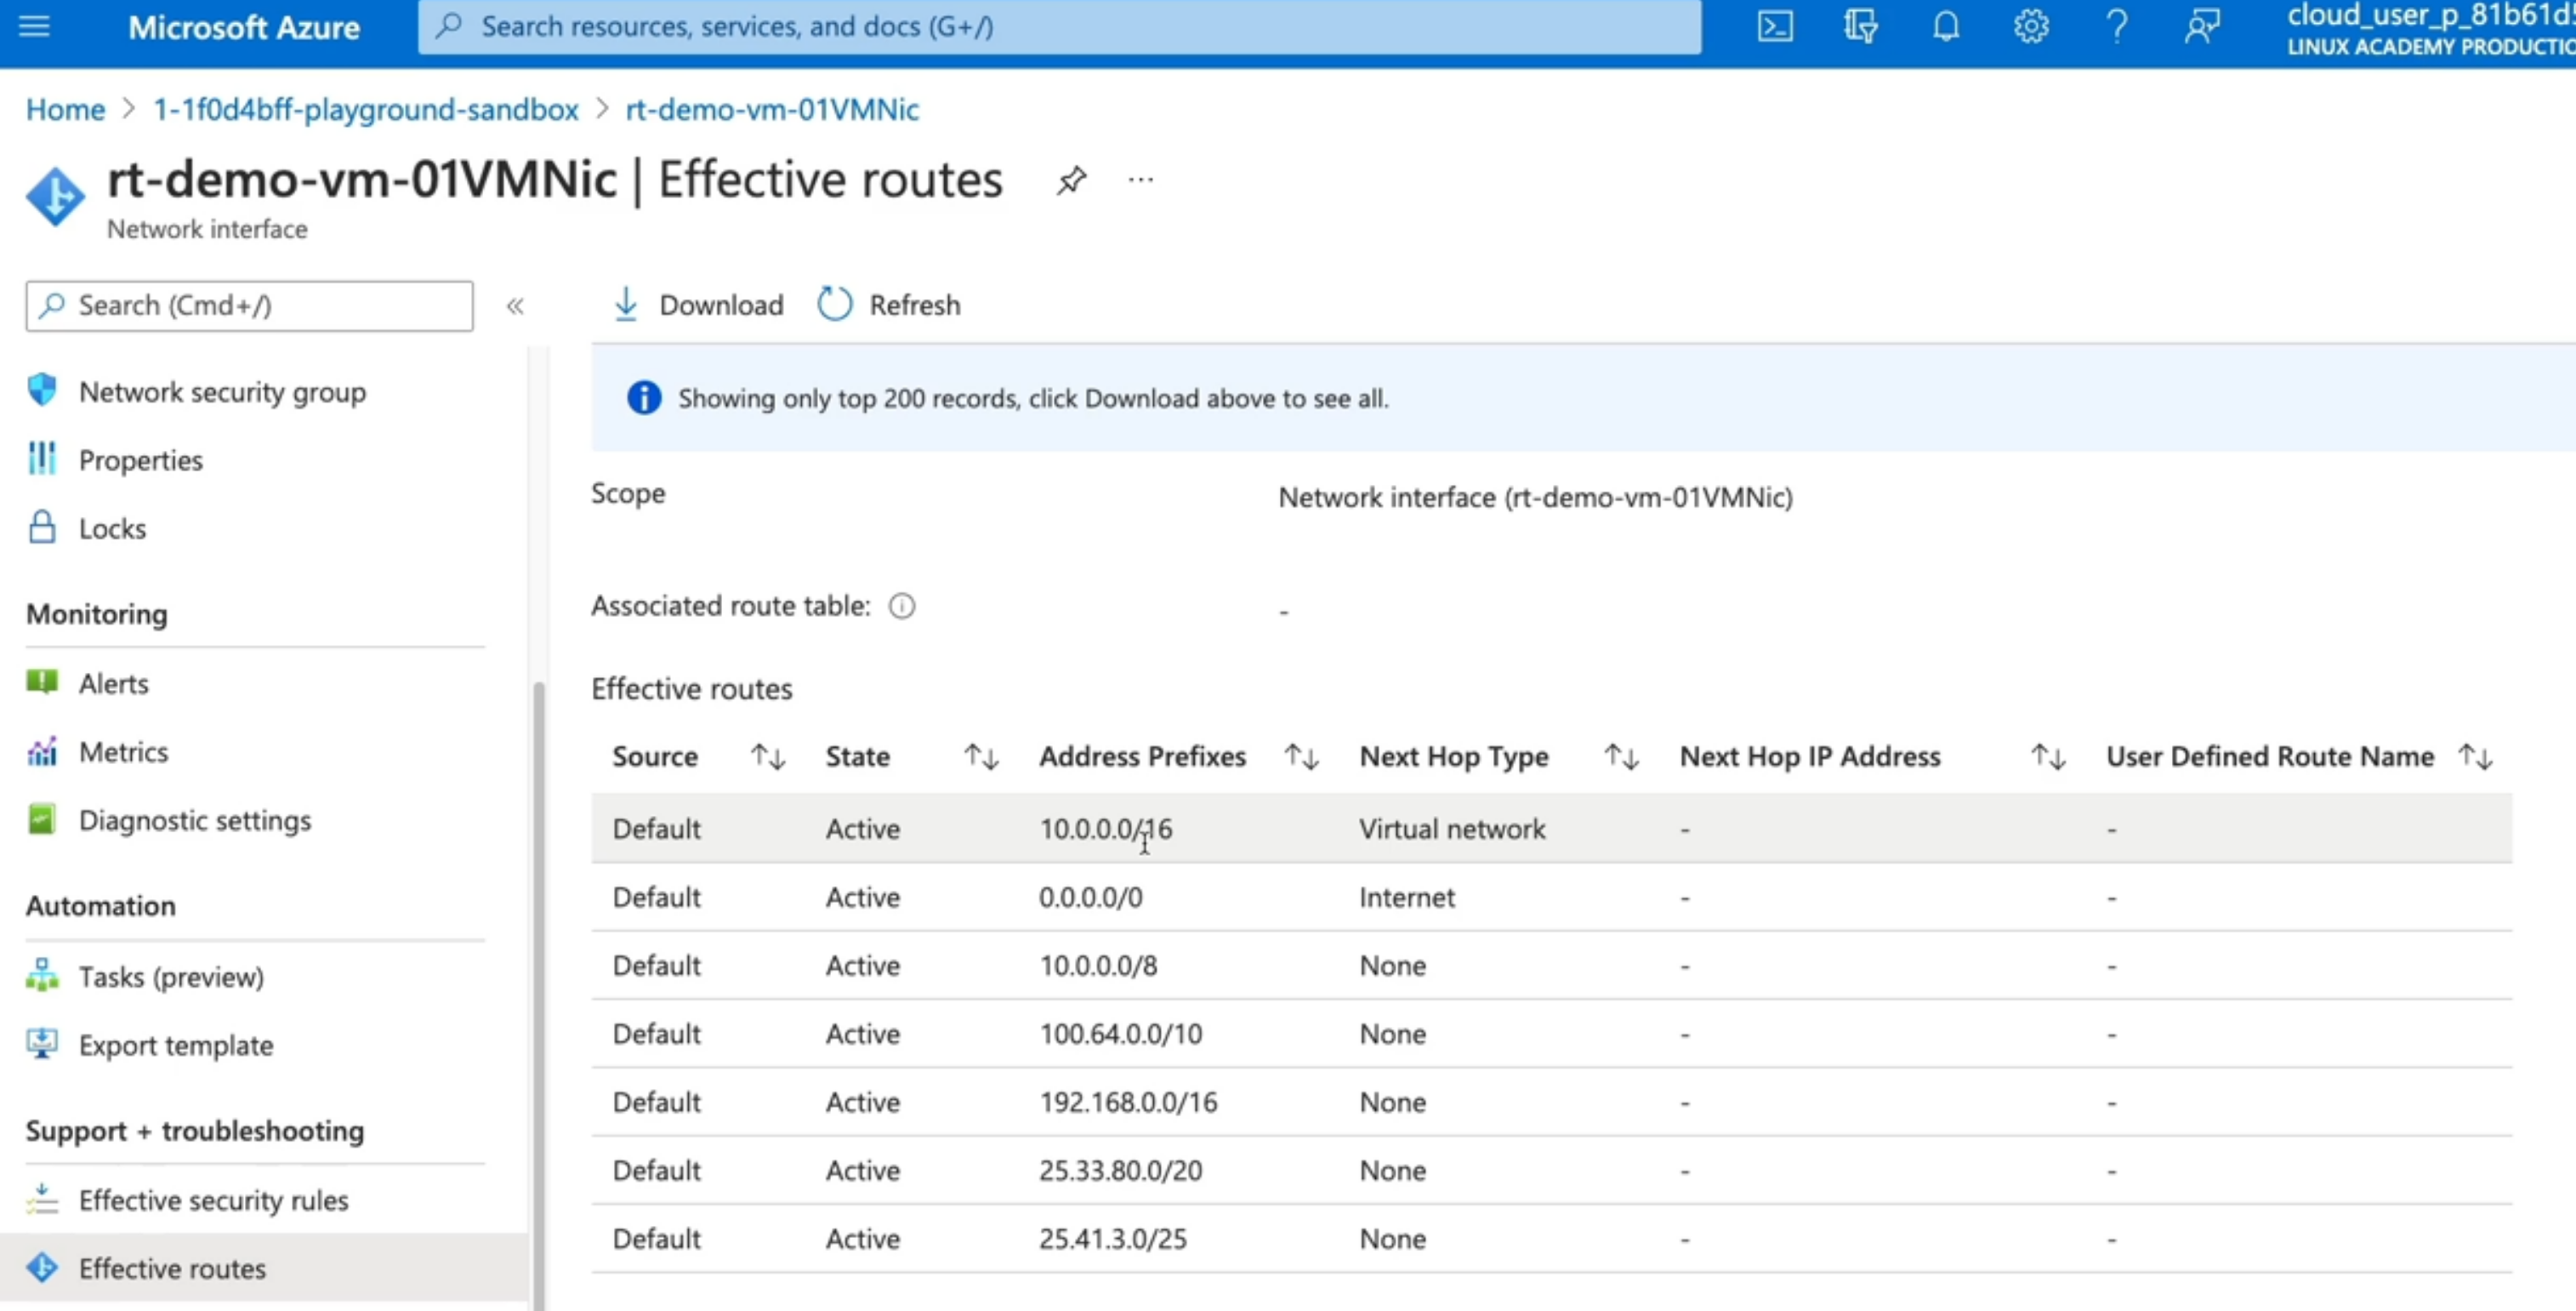 Microsoft Azure
Search resources, services, and docs (G+/)
cloud_user_p_81b61d
LINUX ACADEMY PRODUCTIO
Home > 1-1f0d4bff-playground-sandbox > rt-demo-vm-01VMNic
rt-demo-vm-01VMNic | Effective routes
Network interface
Search (Cmd+/)
Network security group
Properties
Locks
Monitoring
Alerts
Metrics
Diagnostic settings
Automation
Tasks (preview)
Export template
Support + troubleshooting
Effective security rules
Effective routes
Download Refresh
Showing only top 200 records, click Download above to see all.
Scope Network interface (rt-demo-vm-01VMNic)
Associated route table: -
Effective routes
Source State Address Prefixes Next Hop Type Next Hop IP Address User Defined Route Name
Default Active 10.0.0.0/16 Virtual network - -
Default Active 0.0.0.0/0 Internet - -
Default Active 10.0.0.0/8 None - -
Default Active 100.64.0.0/10 None - -
Default Active 192.168.0.0/16 None - -
Default Active 25.33.80.0/20 None - -
Default Active 25.41.3.0/25 None - -